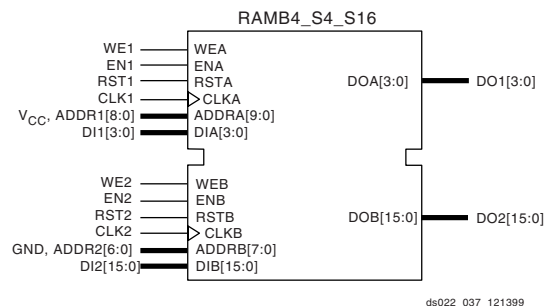 RAMB4_S4_S16
WE1 WEA
EN1 ENA
RST1 RSTA DOA[3:0] DO1[3:0]
CLK1 CLKA
VCC, ADDR1[8:0] ADDRA[9:0]
DI1[3:0] DIA[3:0]
WE2 WEB
EN2 ENB
RST2 RSTB DOB[15:0] DO2[15:0]
CLK2 CLKB
GND, ADDR2[6:0] ADDRB[7:0]
DI2[15:0] DIB[15:0]
ds022_037_121399